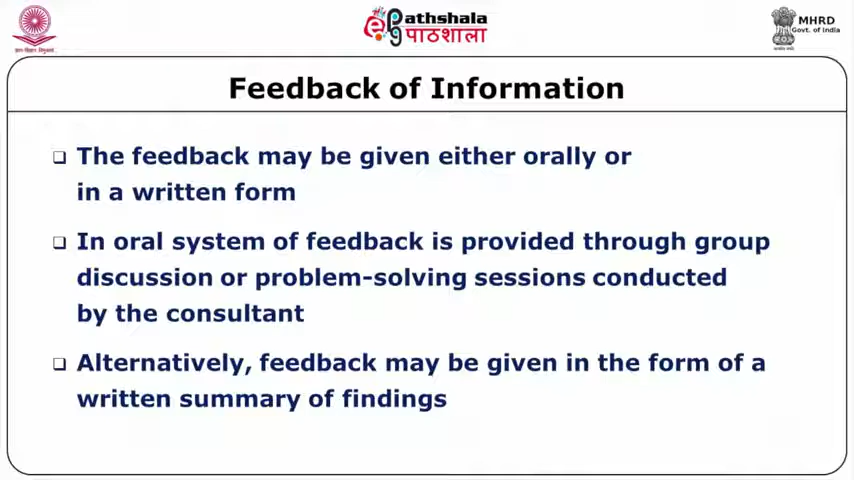 ePathshala
पाठशाला
MHRD
Govt. of India
Feedback of Information
The feedback may be given either orally or
in a written form
In oral system of feedback is provided through group
discussion or problem-solving sessions conducted
by the consultant
Alternatively, feedback may be given in the form of a
written summary of findings